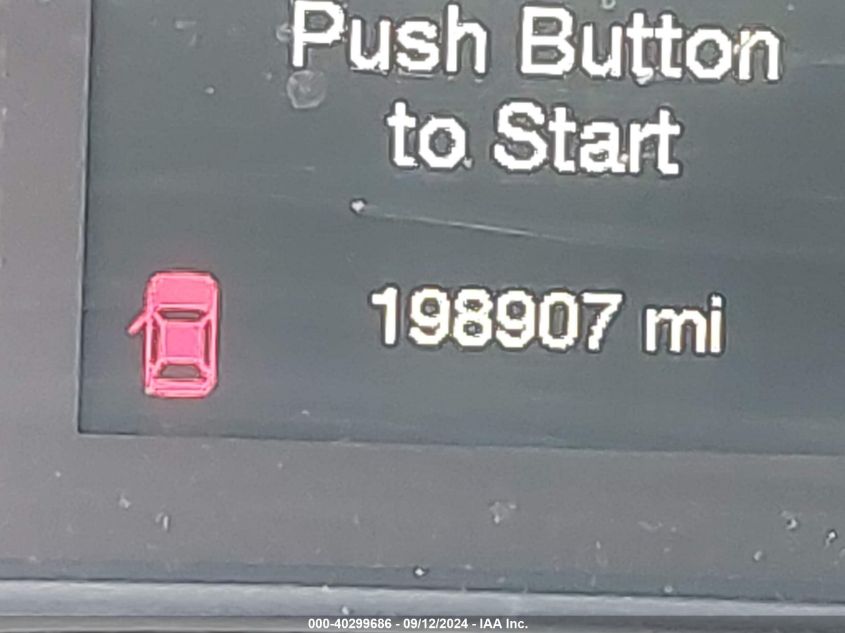 Push Button
to Start
198907 mi
000-40299686 - 09/12/2024 - IAA Inc.